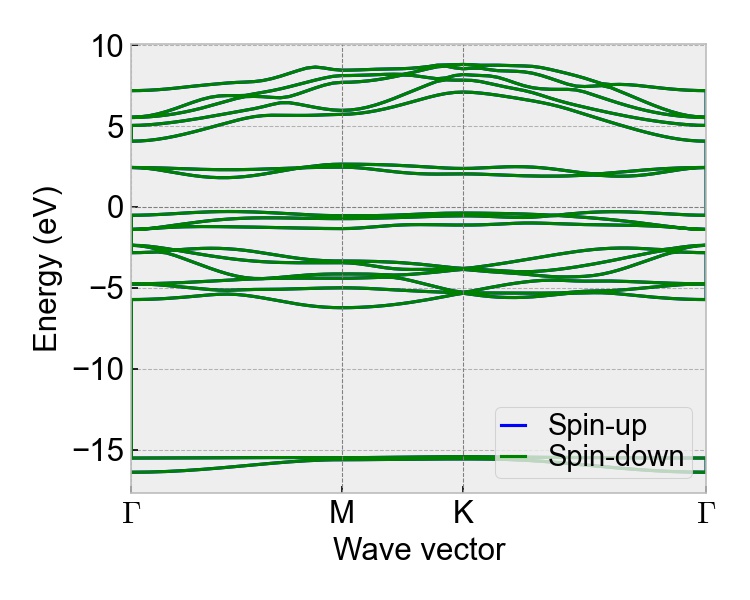 10
5
0
−5
−10
−15
Energy (eV)
Spin-up
Spin-down
Γ M K Γ
Wave vector